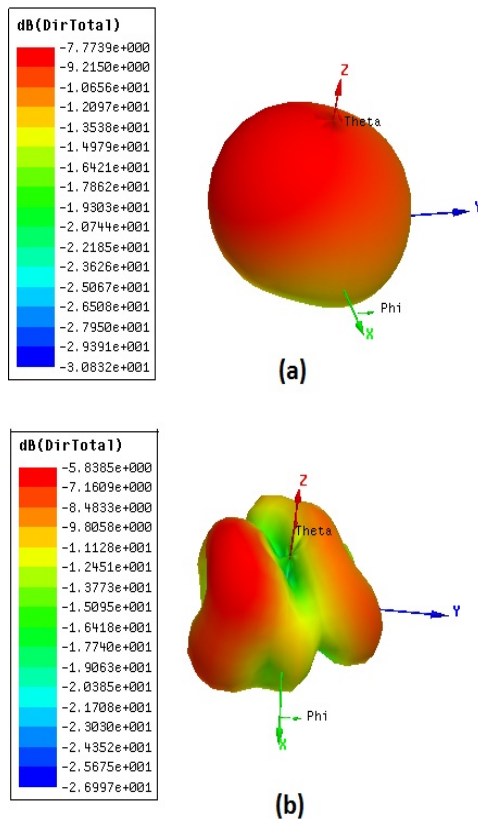 dB(DirTotal)
-7.7739e+000
-9.2150e+000
-1.0656e+001
-1.2097e+001
-1.3538e+001
-1.4979e+001
-1.6421e+001
-1.7862e+001
-1.9303e+001
-2.0744e+001
-2.2185e+001
-2.3626e+001
-2.5067e+001
-2.6508e+001
-2.7950e+001
-2.9391e+001
-3.0832e+001
Z
Theta
Y
Phi
X
(a)
dB(DirTotal)
-5.8385e+000
-7.1609e+000
-8.4833e+000
-9.8058e+000
-1.1128e+001
-1.2451e+001
-1.3773e+001
-1.5095e+001
-1.6418e+001
-1.7740e+001
-1.9063e+001
-2.0385e+001
-2.1708e+001
-2.3030e+001
-2.4352e+001
-2.5675e+001
-2.6997e+001
Z
Theta
Y
Phi
X
(b)